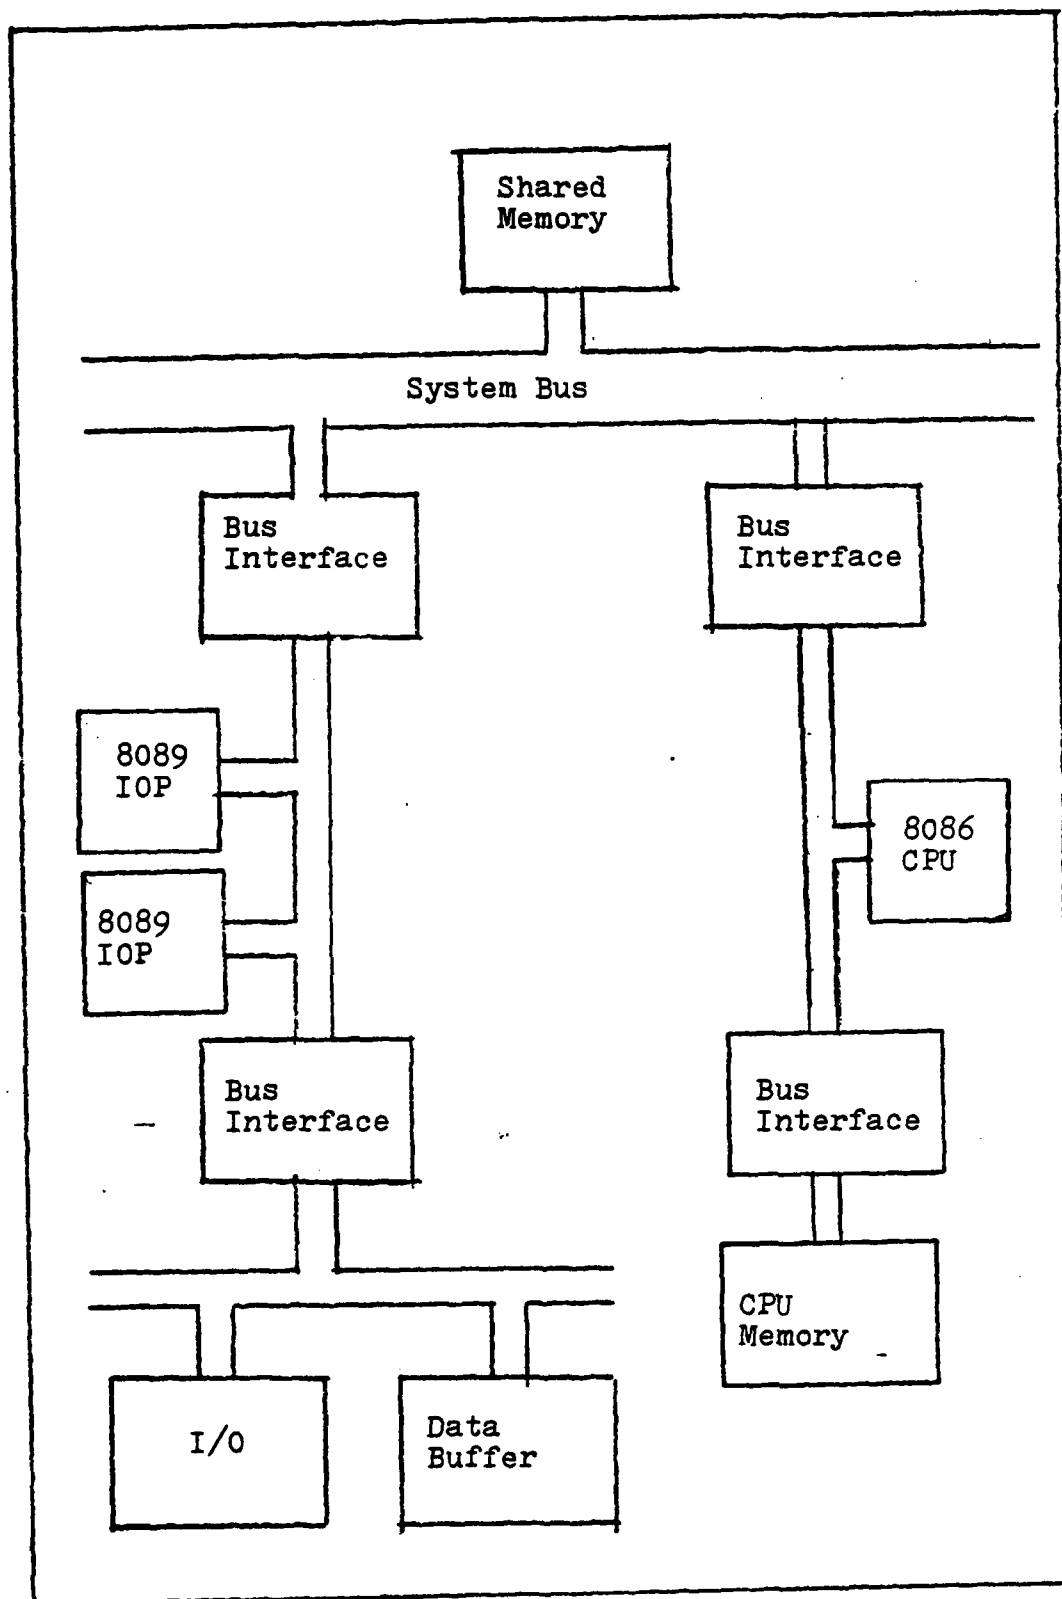 Shared
Memory
System Bus
Bus
Interface
Bus
Interface
8089
IOP
8086
CPU
8089
IOP
Bus
Interface
Bus
Interface
CPU
Memory
I/O
Data
Buffer